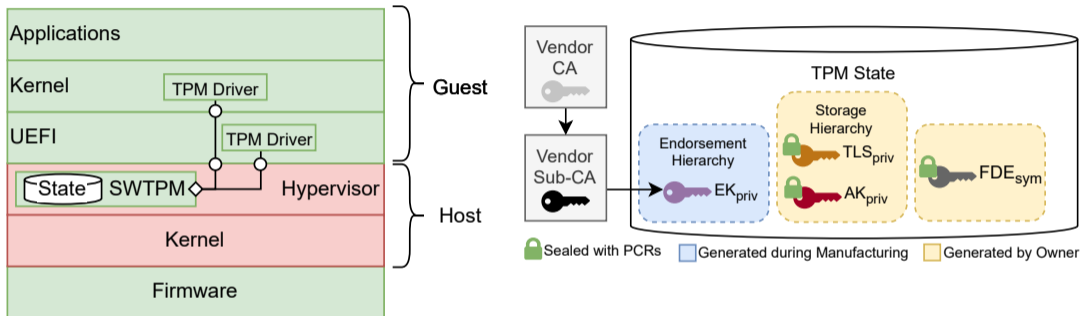 Applications
Kernel
TPM Driver
UEFI
TPM Driver
State
SWTPM
Hypervisor
Kernel
Firmware
Guest
Host
Vendor
CA
Vendor
Sub-CA
TPM State
Endorsement
Hierarchy
EKpriv
Storage
Hierarchy
TLSpriv
AKpriv
FDEsym
Sealed with PCRs
Generated during Manufacturing
Generated by Owner